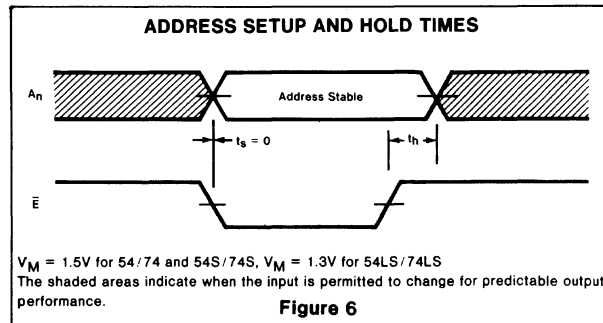 ADDRESS SETUP AND HOLD TIMES
An
Address Stable
ts = 0
th
E̅
VM = 1.5V for 54/74 and 54S/74S, VM = 1.3V for 54LS/74LS
The shaded areas indicate when the input is permitted to change for predictable output
performance.
Figure 6